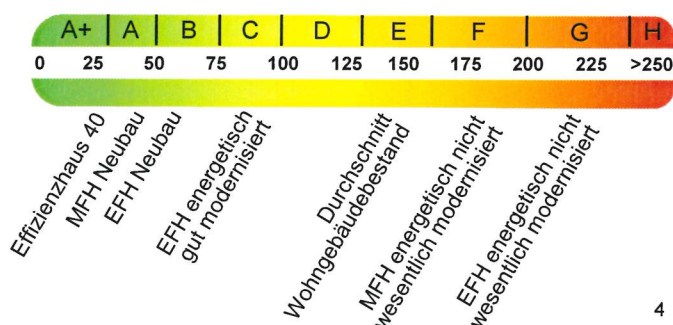 A+ A B C D E F G H
0 25 50 75 100 125 150 175 200 225 >250
Effizienzhaus 40
MFH Neubau
EFH Neubau
EFH energetisch
gut modernisiert
Durchschnitt
Wohngebäudebestand
MFH energetisch nicht
wesentlich modernisiert
EFH energetisch nicht
wesentlich modernisiert
4